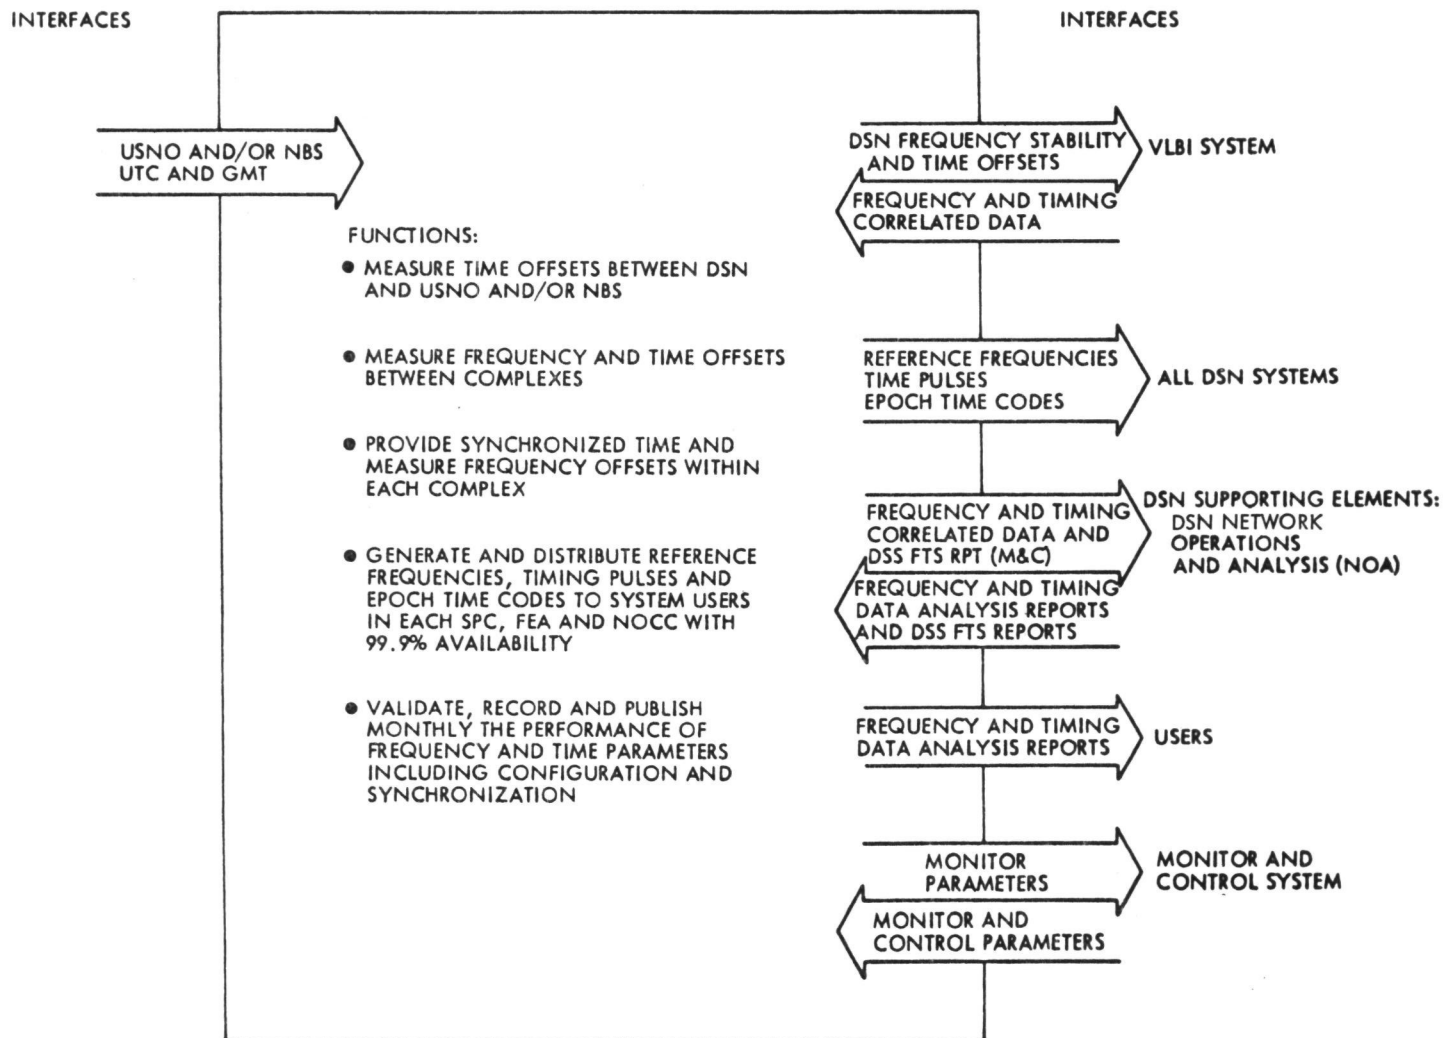 INTERFACES
INTERFACES
USNO AND/OR NBS
UTC AND GMT
FUNCTIONS:
● MEASURE TIME OFFSETS BETWEEN DSN
AND USNO AND/OR NBS
● MEASURE FREQUENCY AND TIME OFFSETS
BETWEEN COMPLEXES
● PROVIDE SYNCHRONIZED TIME AND
MEASURE FREQUENCY OFFSETS WITHIN
EACH COMPLEX
● GENERATE AND DISTRIBUTE REFERENCE
FREQUENCIES, TIMING PULSES AND
EPOCH TIME CODES TO SYSTEM USERS
IN EACH SPC, FEA AND NOCC WITH
99.9% AVAILABILITY
● VALIDATE, RECORD AND PUBLISH
MONTHLY THE PERFORMANCE OF
FREQUENCY AND TIME PARAMETERS
INCLUDING CONFIGURATION AND
SYNCHRONIZATION
DSN FREQUENCY STABILITY
AND TIME OFFSETS
VLBI SYSTEM
FREQUENCY AND TIMING
CORRELATED DATA
REFERENCE FREQUENCIES
TIME PULSES
EPOCH TIME CODES
ALL DSN SYSTEMS
FREQUENCY AND TIMING
CORRELATED DATA AND
DSS FTS RPT (M&C)
DSN SUPPORTING ELEMENTS:
DSN NETWORK
OPERATIONS
AND ANALYSIS (NOA)
FREQUENCY AND TIMING
DATA ANALYSIS REPORTS
AND DSS FTS REPORTS
FREQUENCY AND TIMING
DATA ANALYSIS REPORTS
USERS
MONITOR
PARAMETERS
MONITOR AND
CONTROL SYSTEM
MONITOR AND
CONTROL PARAMETERS